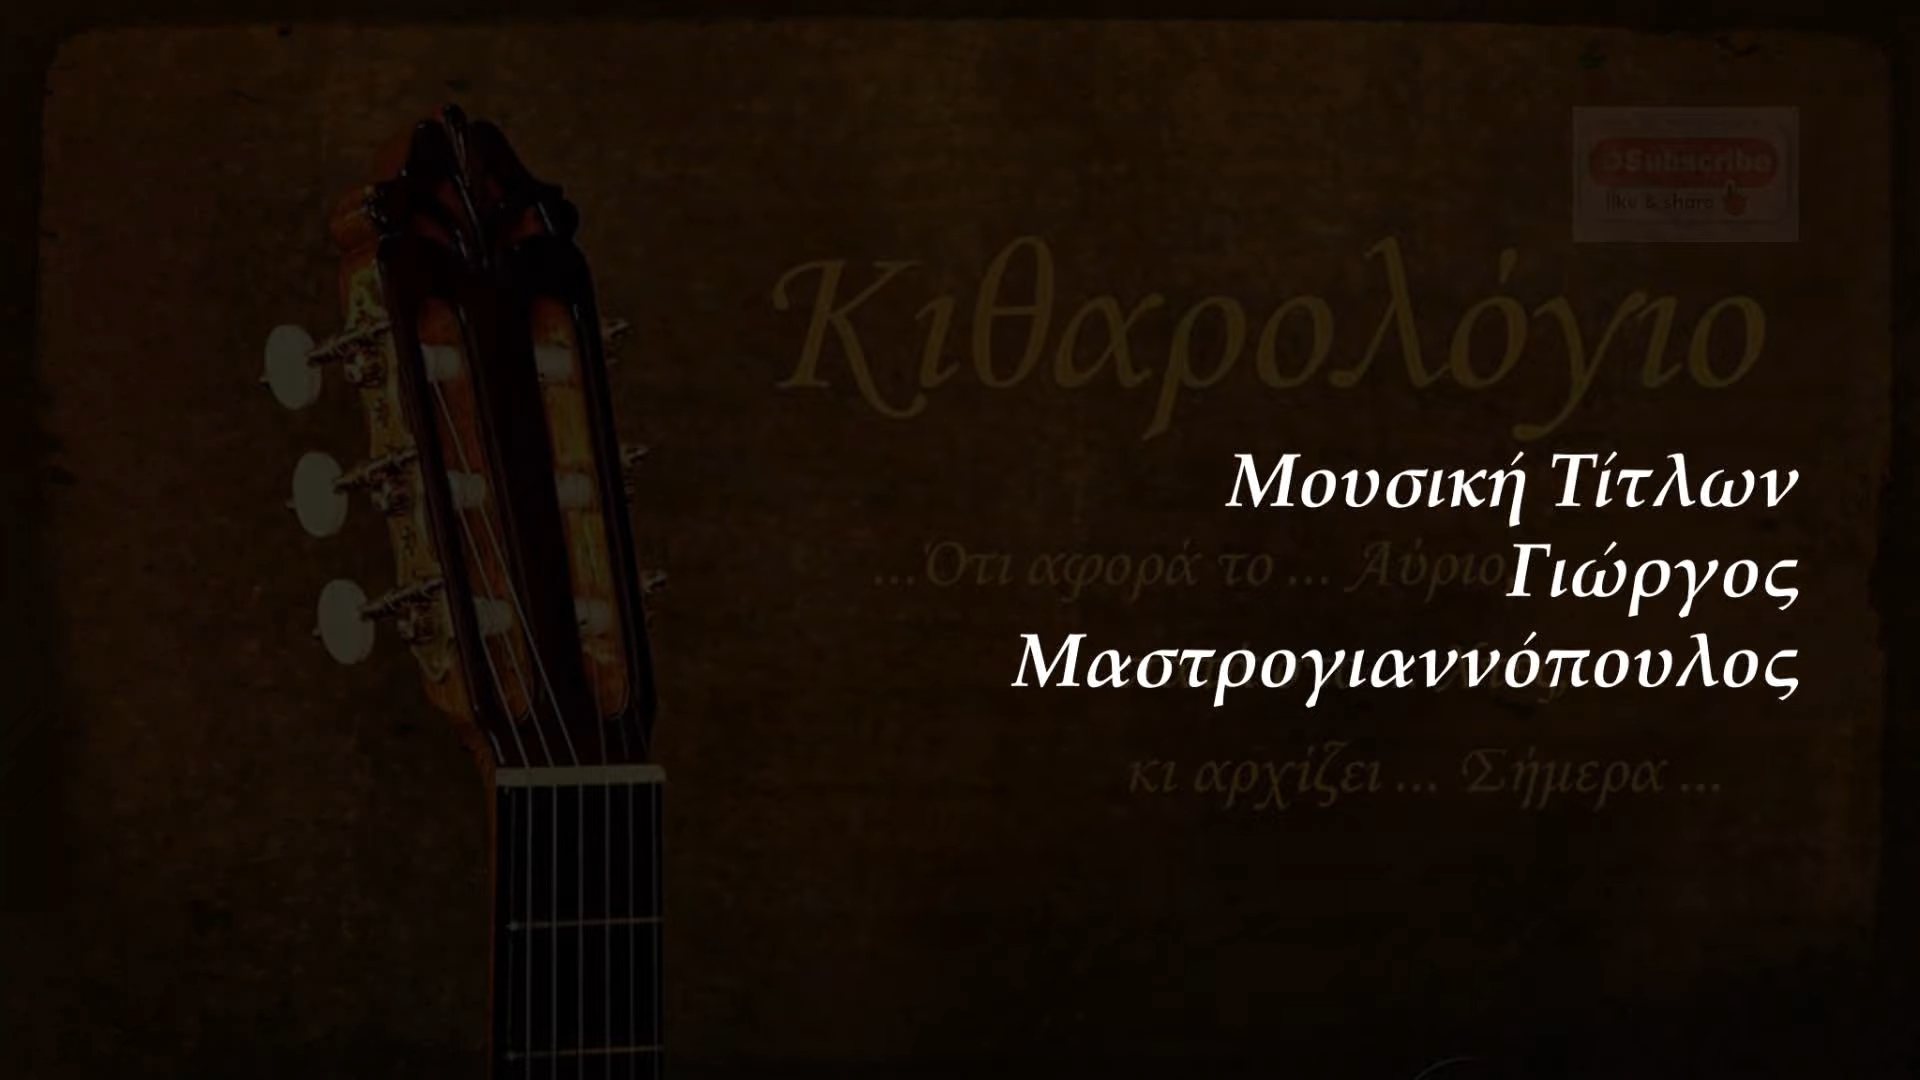 Subscribe
like & share
Κιθαρολόγιο
Μουσική Τίτλων
...Ότι αφορά το ... Αύριο
Γιώργος
Μαστρογιαννόπουλος
κι αρχίζει ... Σήμερα ...